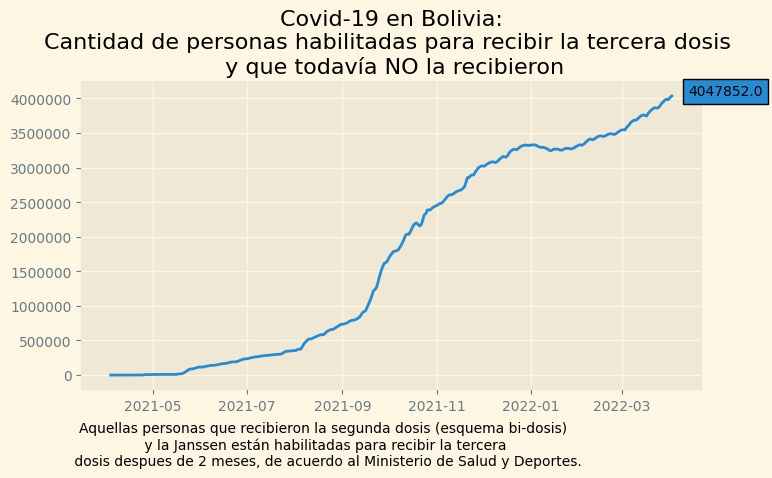 Covid-19 en Bolivia:
Cantidad de personas habilitadas para recibir la tercera dosis
y que todavía NO la recibieron
4047852.0
4000000
3500000
3000000
2500000
2000000
1500000
1000000
500000
0
2021-05 2021-07 2021-09 2021-11 2022-01 2022-03
Aquellas personas que recibieron la segunda dosis (esquema bi-dosis)
y la Janssen están habilitadas para recibir la tercera
dosis despues de 2 meses, de acuerdo al Ministerio de Salud y Deportes.